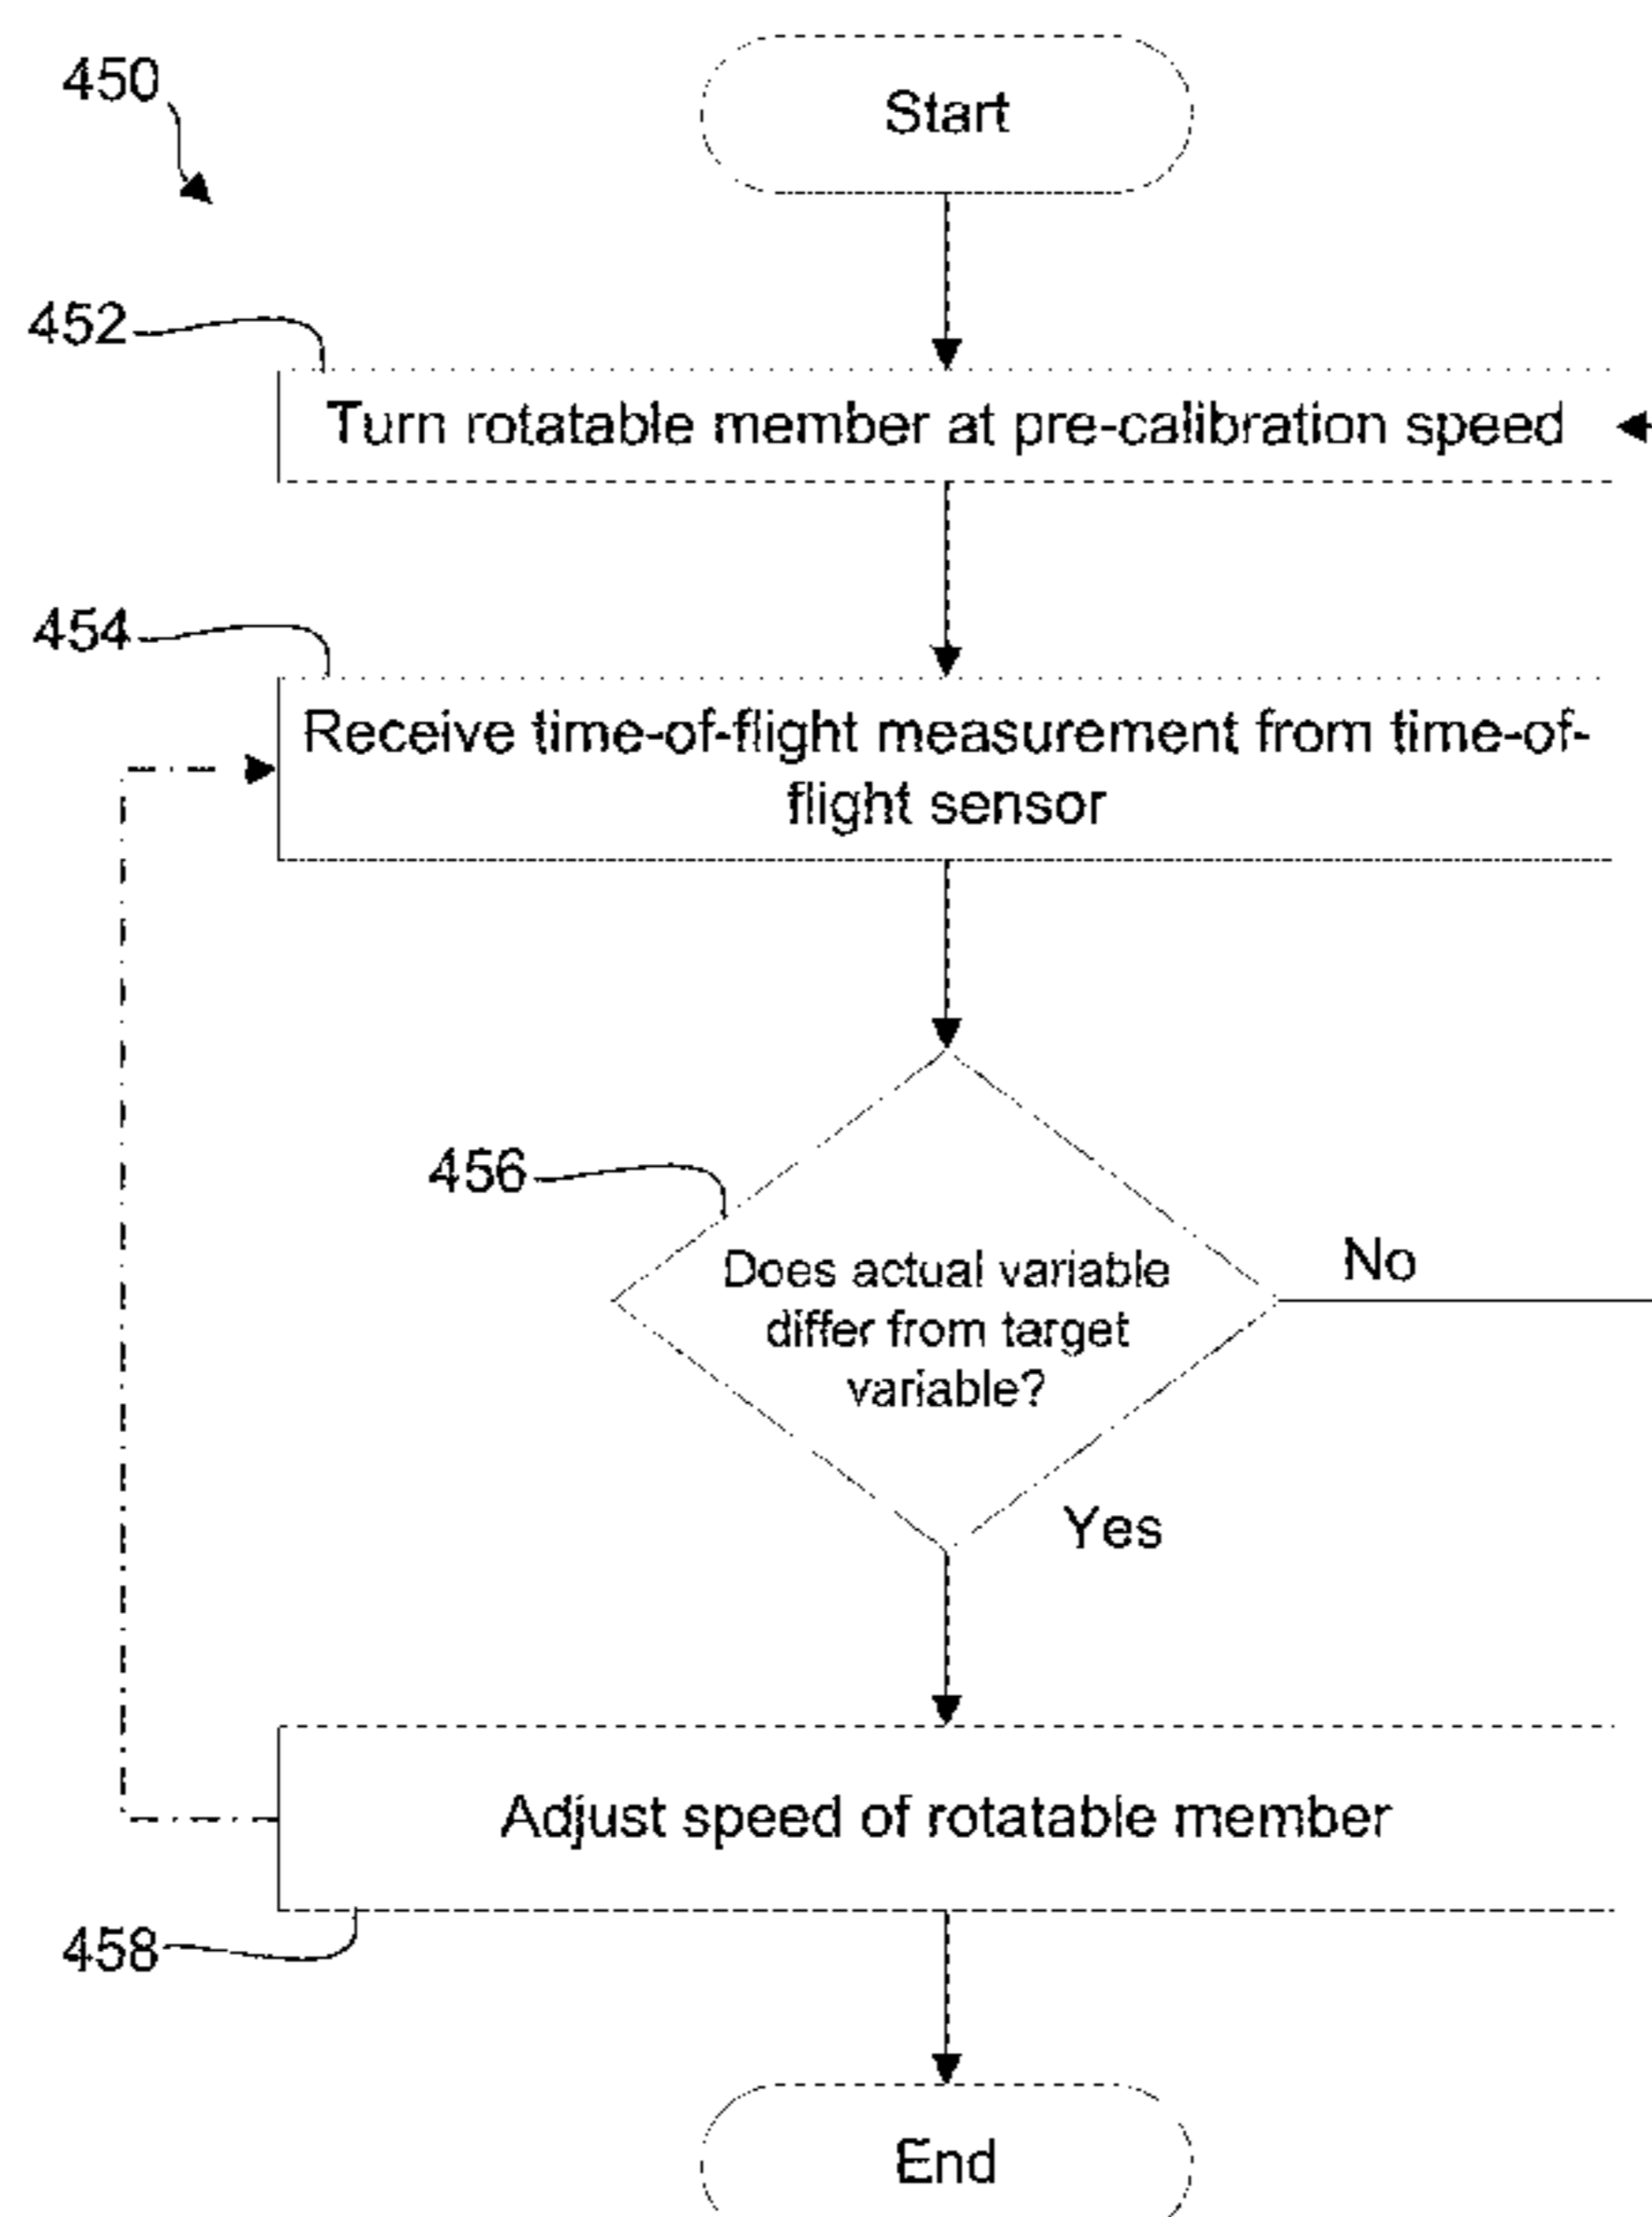 450
Start
452
Turn rotatable member at pre-calibration speed
454
Receive time-of-flight measurement from time-of-
flight sensor
456
Does actual variable
differ from target
variable?
No
Yes
Adjust speed of rotatable member
458
End